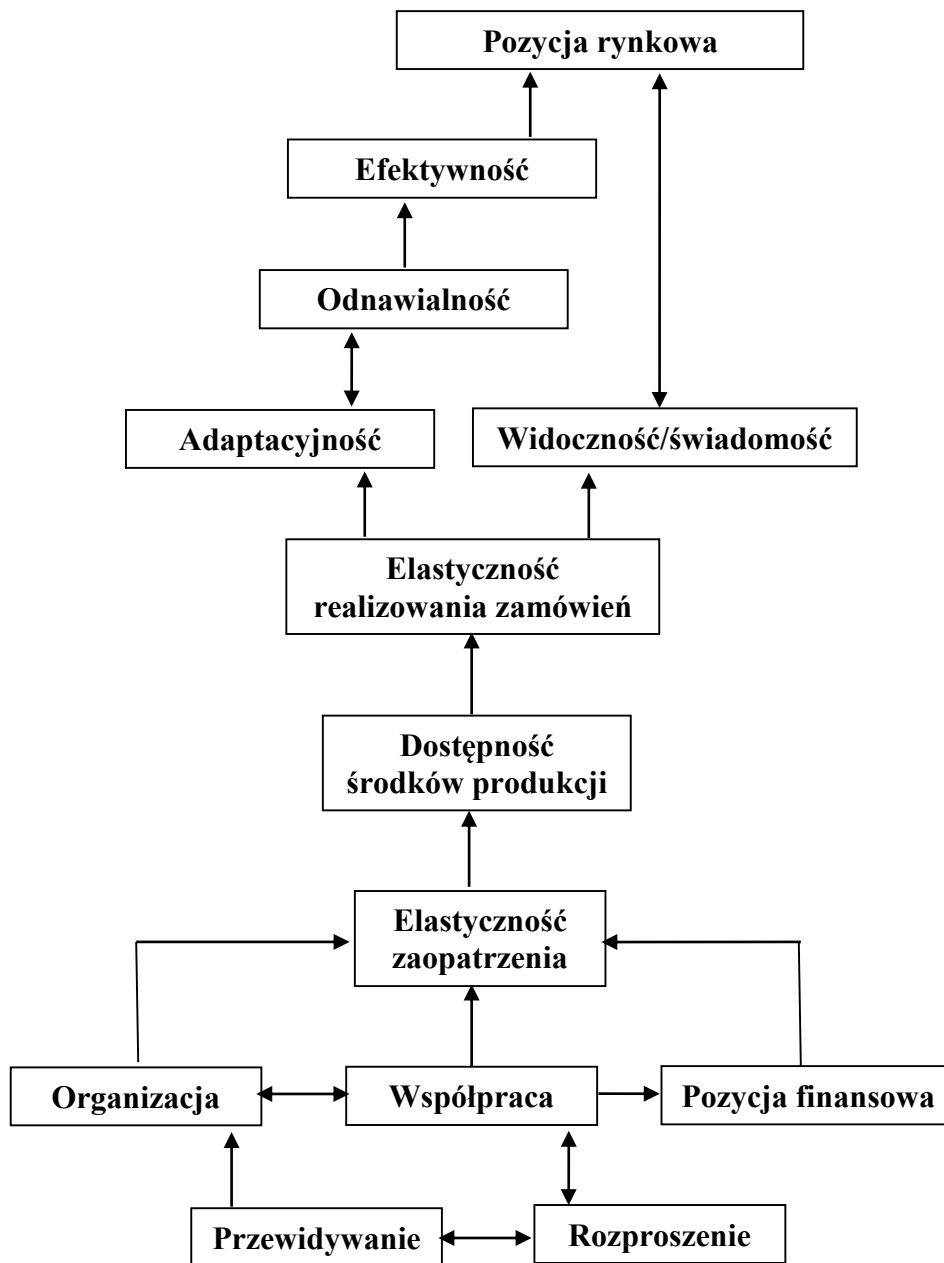 Pozycja rynkowa
Efektywność
Odnawialność
Adaptacyjność
Widoczność/świadomość
Elastyczność
realizowania zamówień
Dostępność
środków produkcji
Elastyczność
zaopatrzenia
Organizacja
Współpraca
Pozycja finansowa
Przewidywanie
Rozproszenie